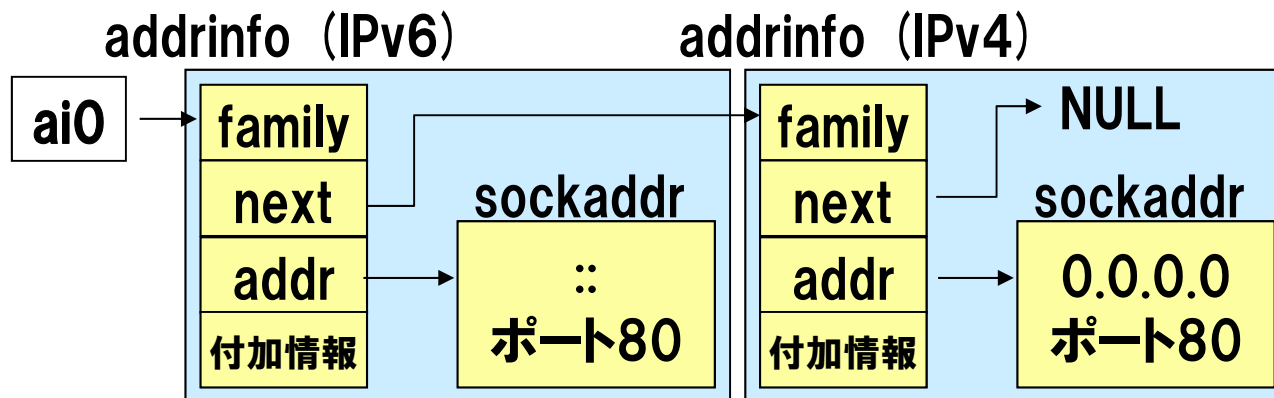 addrinfo (IPv6)
addrinfo (IPv4)
ai0
family
next
addr
付加情報
sockaddr
::
ポート80
family
next
addr
付加情報
NULL
sockaddr
0.0.0.0
ポート80